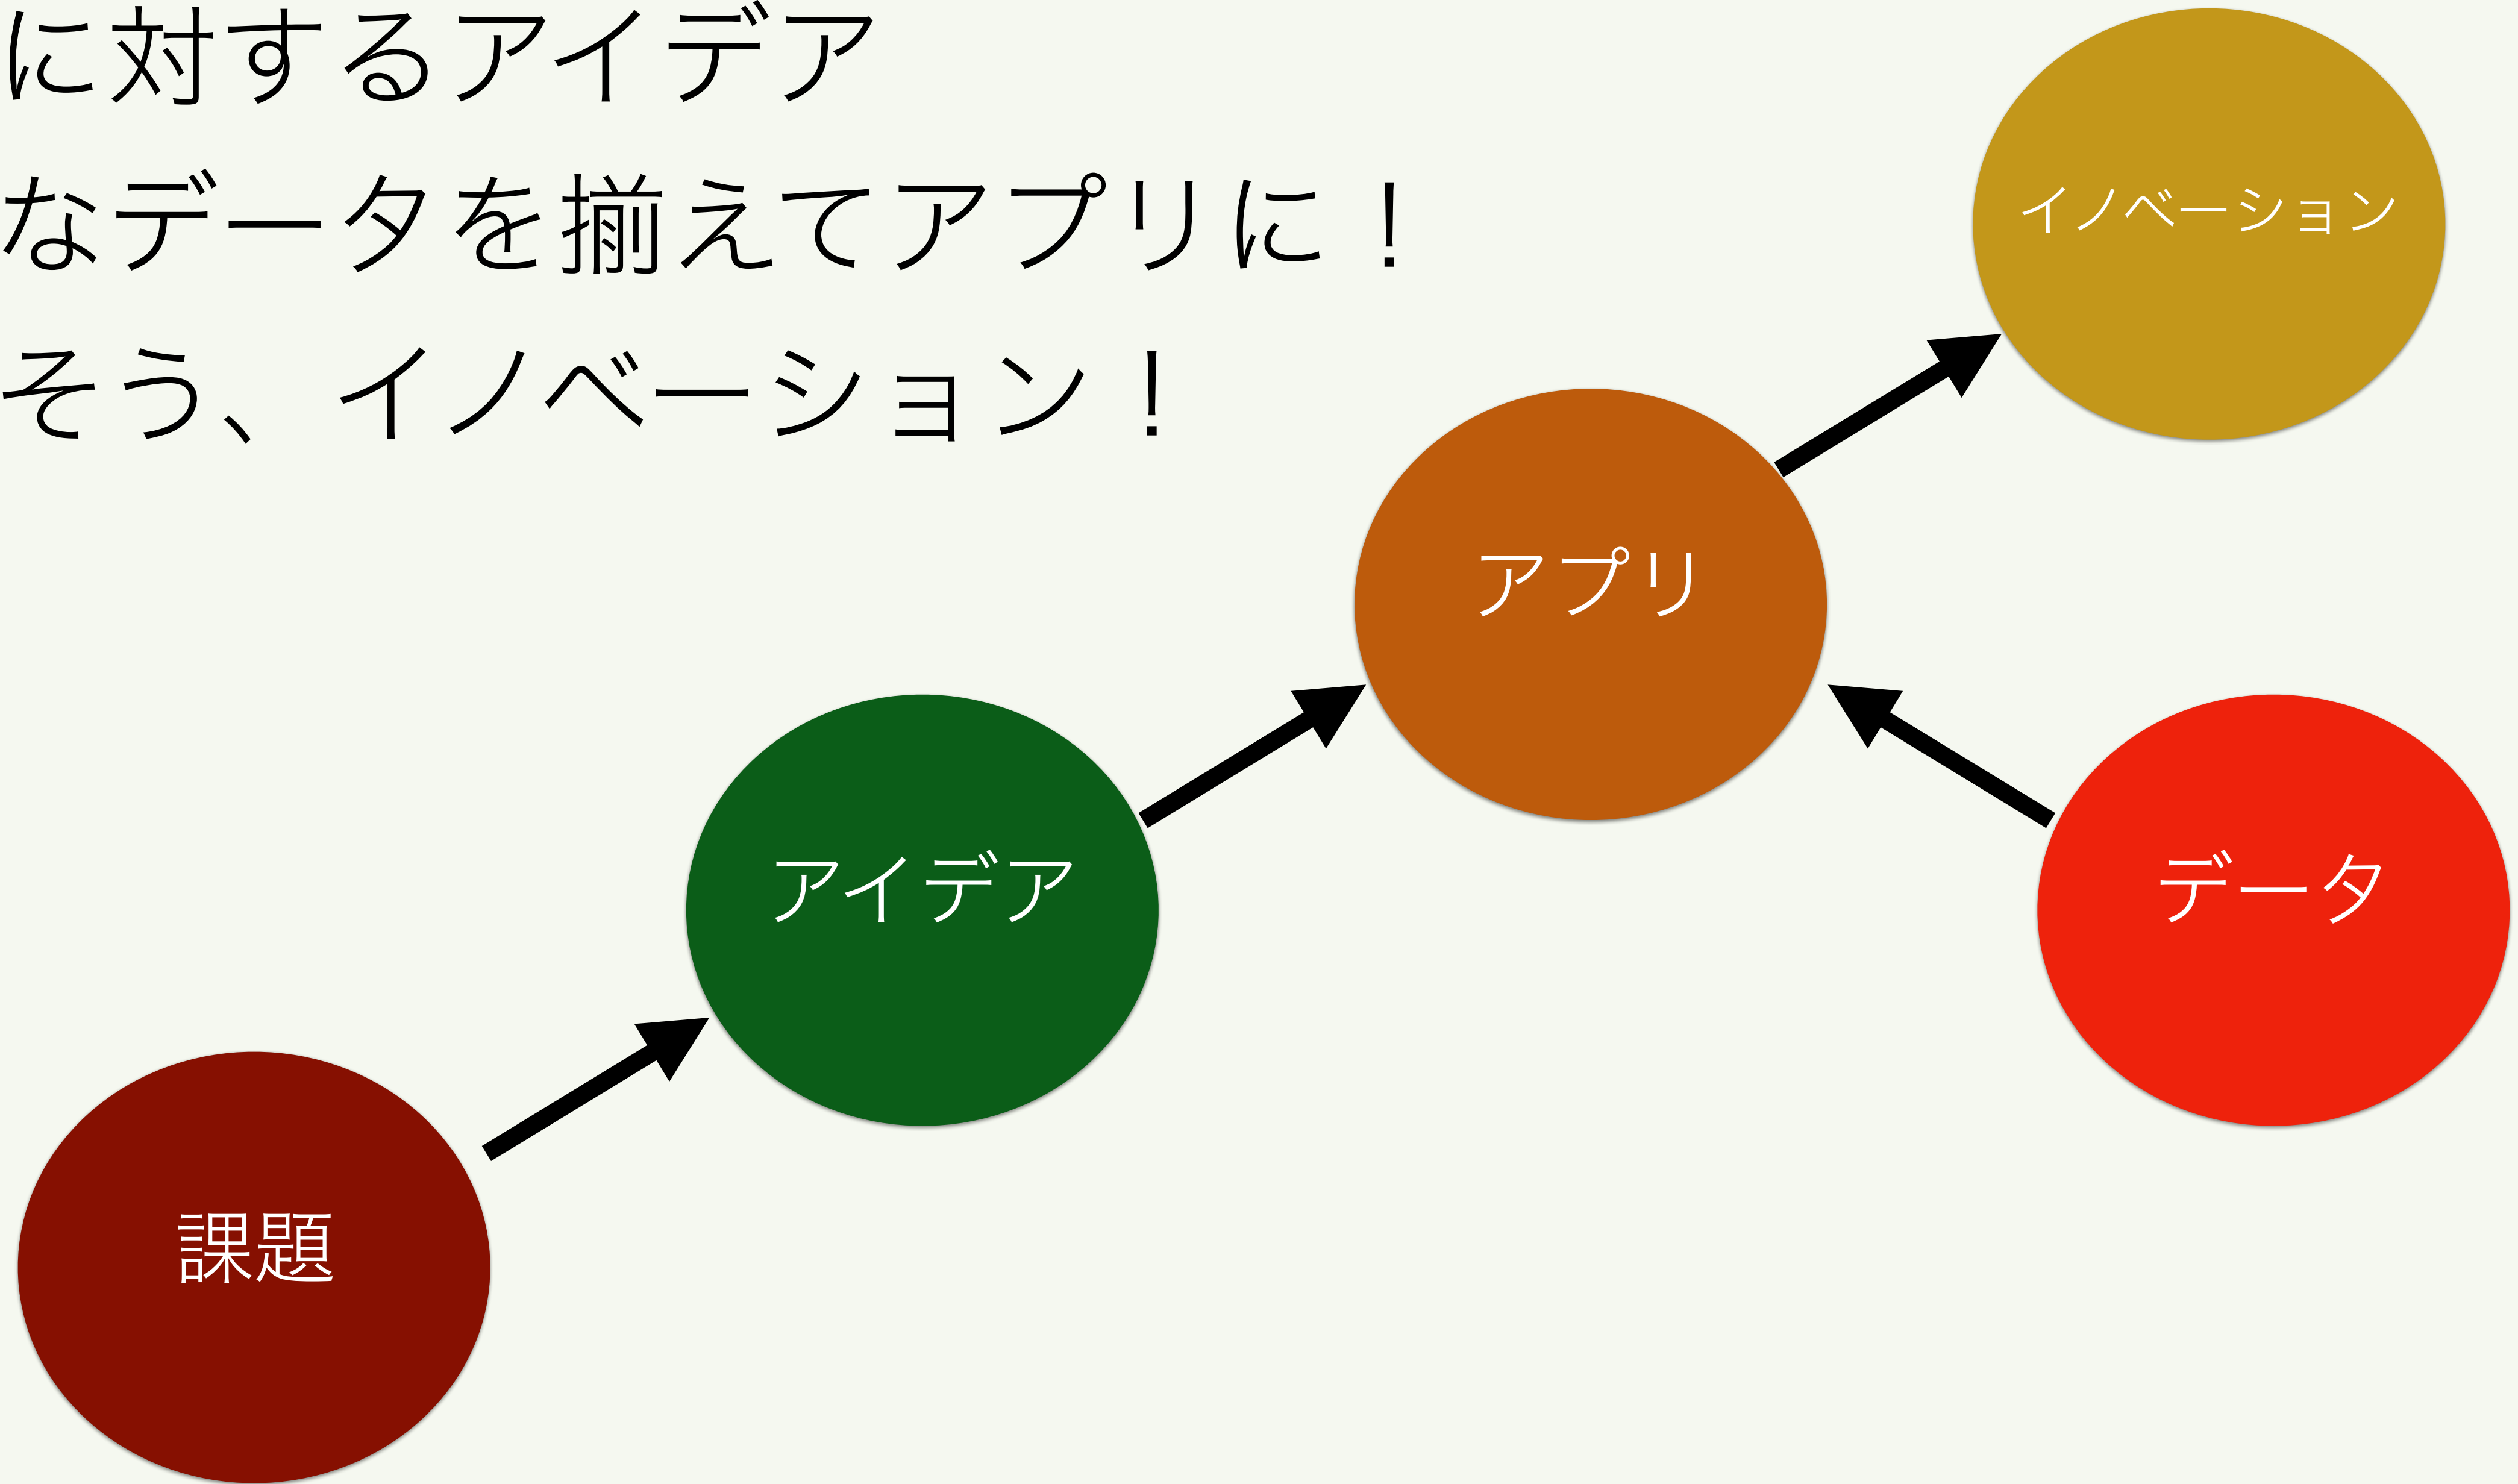 に対するアイデア
なデータを揃えてアプリに！
そう、イノベーション！
イノベーション
アプリ
アイデア
データ
課題